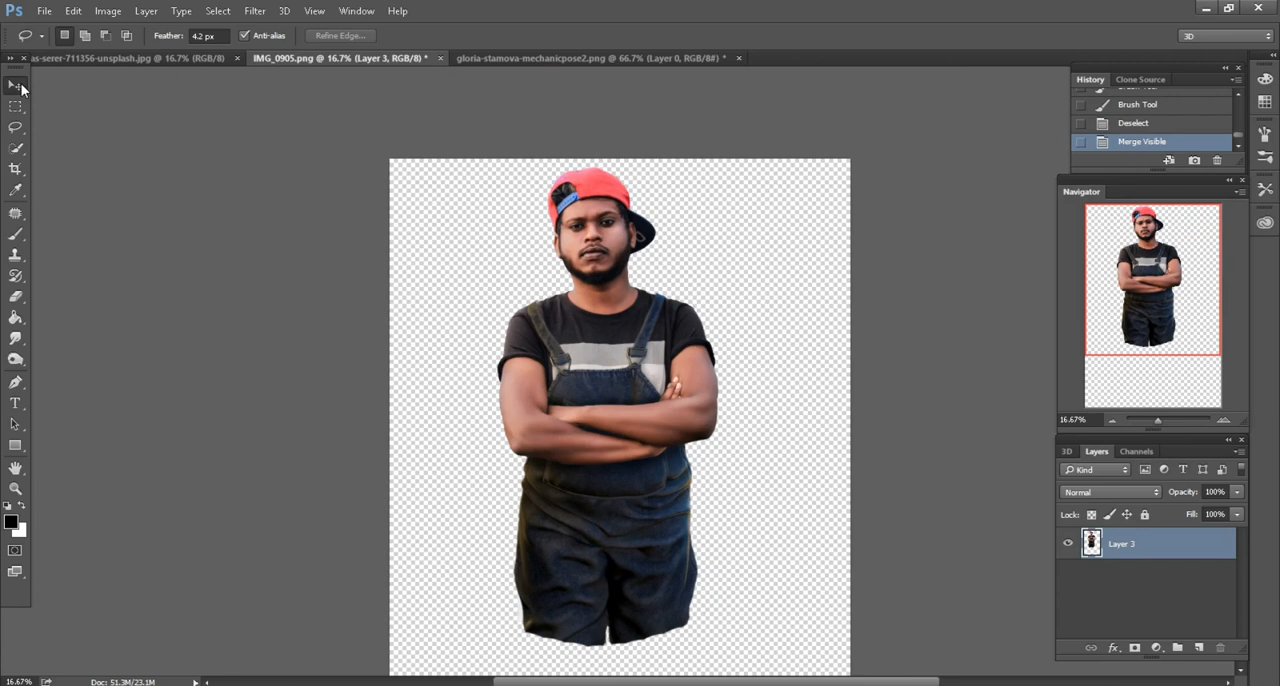 Ps File Edit Image Layer Type Select Filter 3D View Window Help
Feather: 4.2 px Anti-alias Refine Edge... 3D
as-serer-711356-unsplash.jpg @ 16.7% (RGB/8) × IMG_0905.png @ 16.7% (Layer 3, RGB/8) * × gloria-stamova-mechanicpose2.png @ 66.7% (Layer 0, RGB/8#) * ×
History Clone Source
Brush Tool
Brush Tool
Deselect
Merge Visible
Navigator
16.67%
3D Layers Channels
Kind
Normal Opacity: 100%
Lock: Fill: 100%
Layer 3
16.67% Doc: 51.3M/23.1M